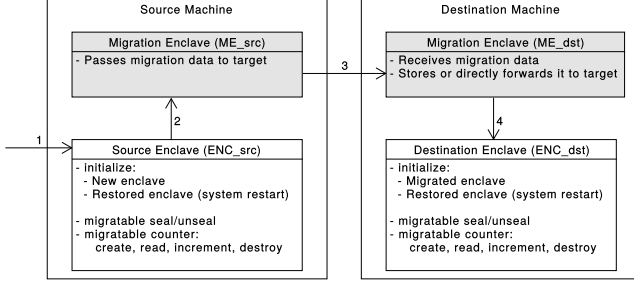 Source Machine
Destination Machine
Migration Enclave (ME_src)
- Passes migration data to target
Migration Enclave (ME_dst)
- Receives migration data
- Stores or directly forwards it to target
3
2
4
1
Source Enclave (ENC_src)
- initialize:
- New enclave
- Restored enclave (system restart)
- migratable seal/unseal
- migratable counter:
create, read, increment, destroy
Destination Enclave (ENC_dst)
- initialize:
- Migrated enclave
- Restored enclave (system restart)
- migratable seal/unseal
- migratable counter:
create, read, increment, destroy